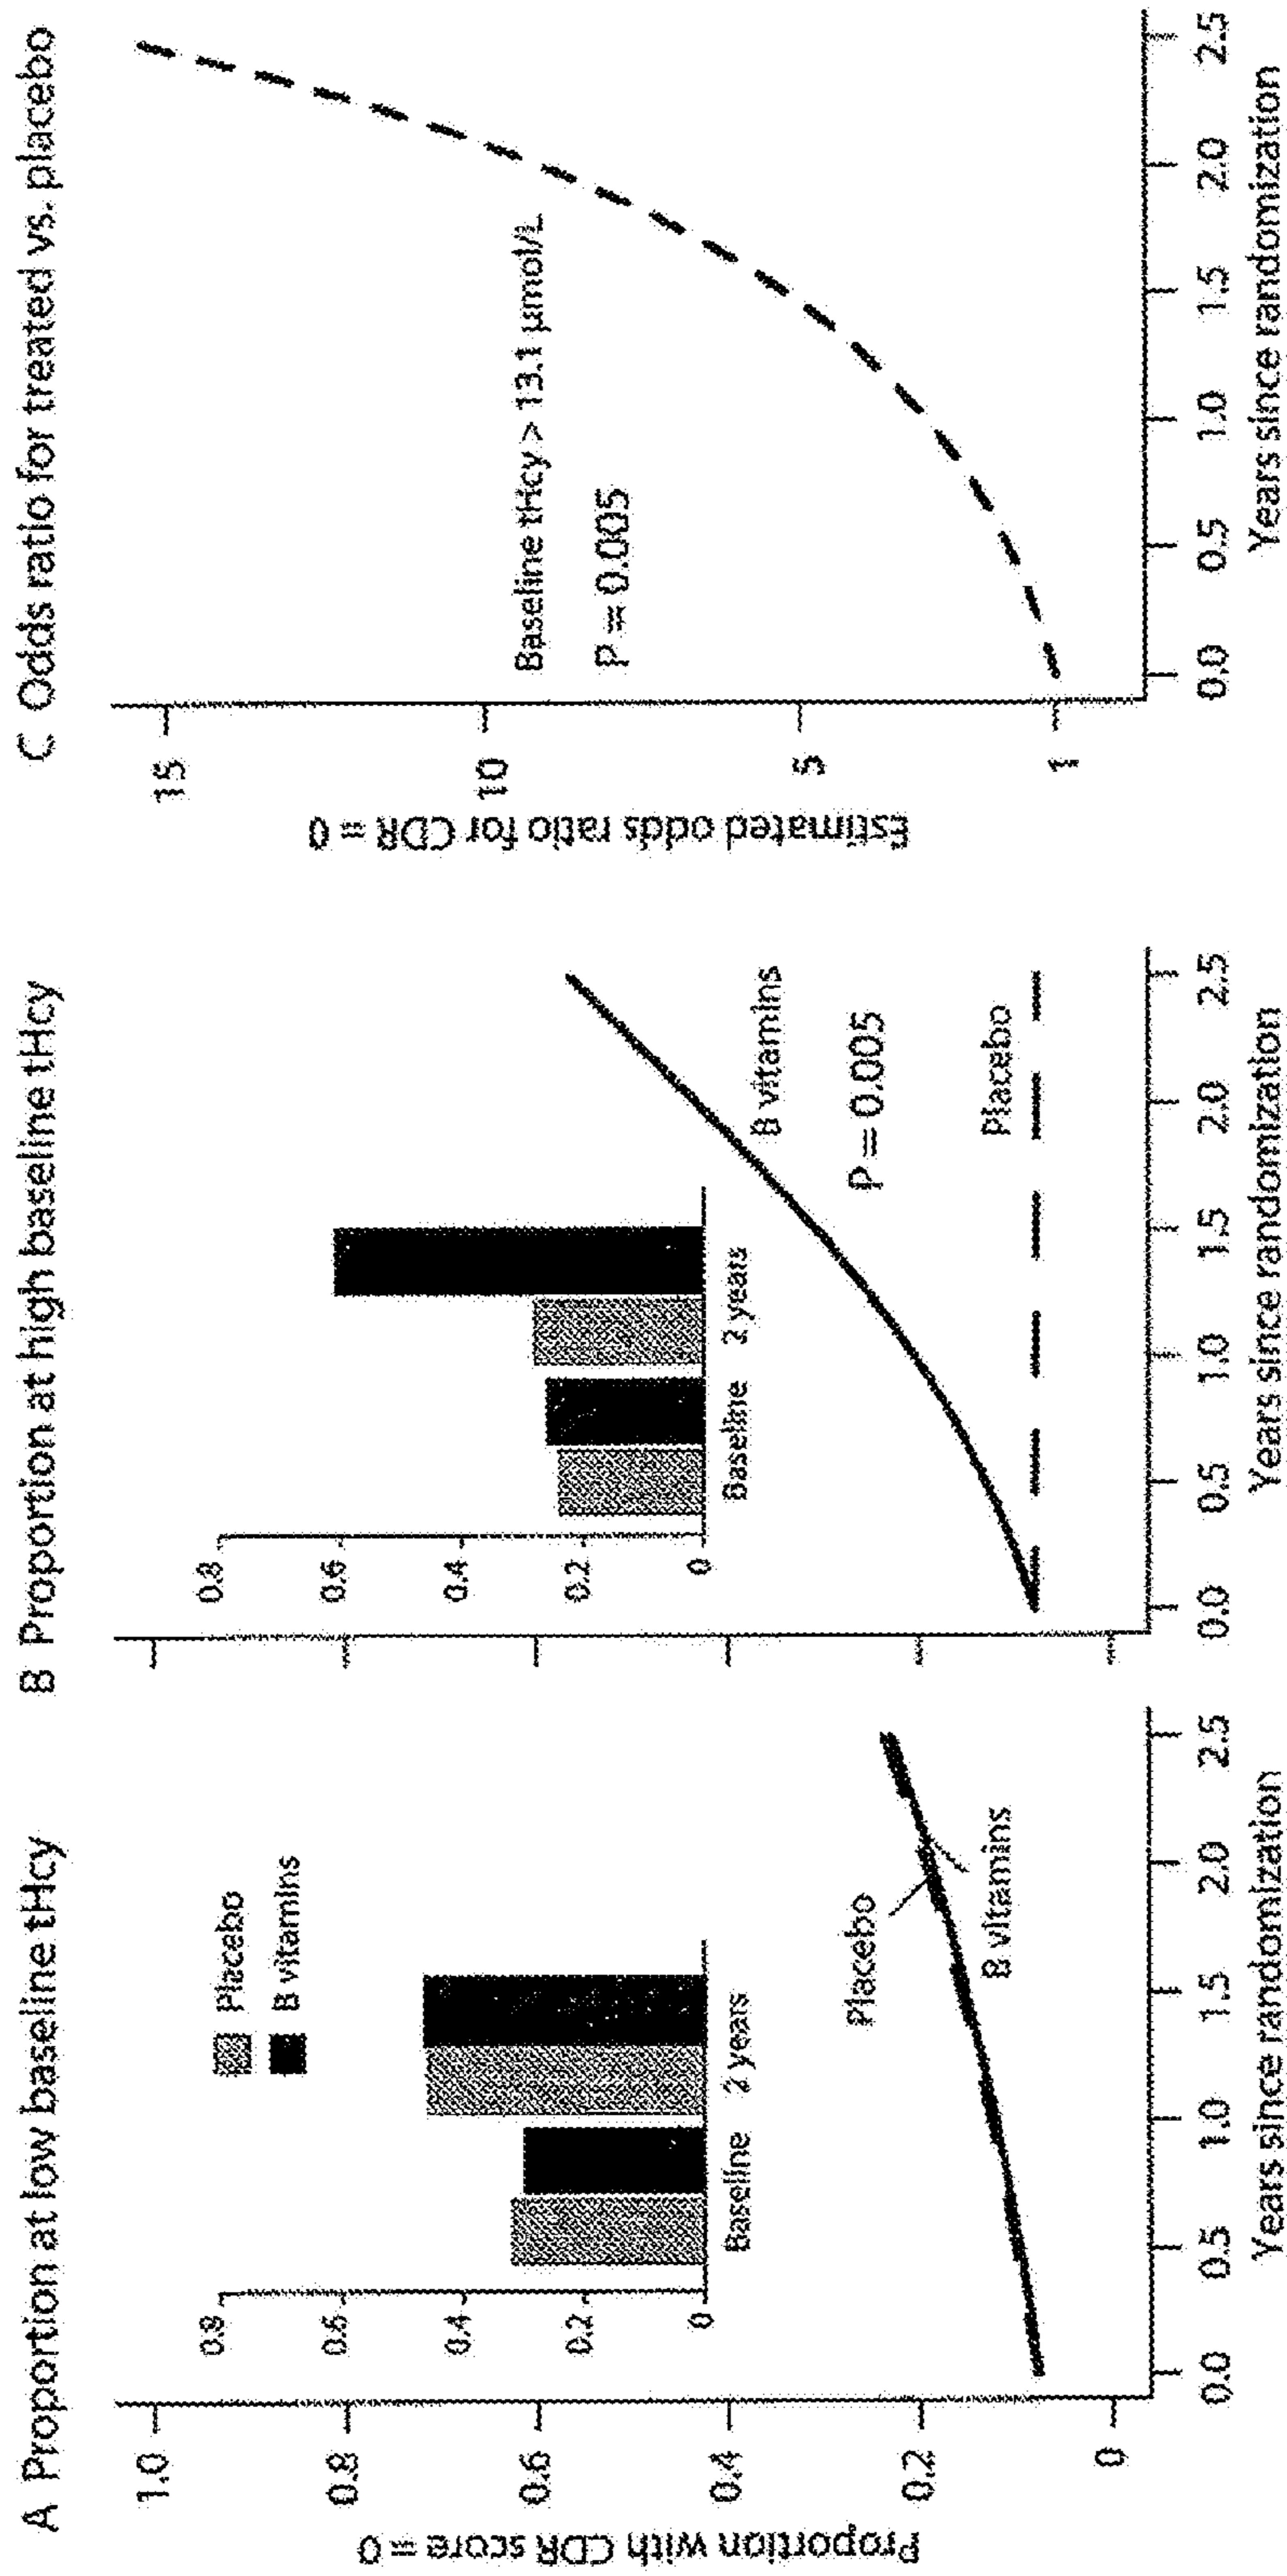 A Proportion at low baseline tHcy
Proportion with CDR score = 0
1.0
0.8
0.6
0.4
0.2
0
0.8
0.6
0.4
0.2
0
Placebo
B vitamins
Baseline
2 years
Placebo
B vitamins
0.0
0.5
1.0
1.5
2.0
2.5
Years since randomization
B Proportion at high baseline tHcy
0.8
0.6
0.4
0.2
0
Baseline
2 years
B vitamins
P = 0.005
Placebo
0.0
0.5
1.0
1.5
2.0
2.5
Years since randomization
C Odds ratio for treated vs. placebo
Estimated odds ratio for CDR = 0
15
10
5
1
Baseline tHcy > 13.1 µmol/L
P = 0.005
0.0
0.5
1.0
1.5
2.0
2.5
Years since randomization